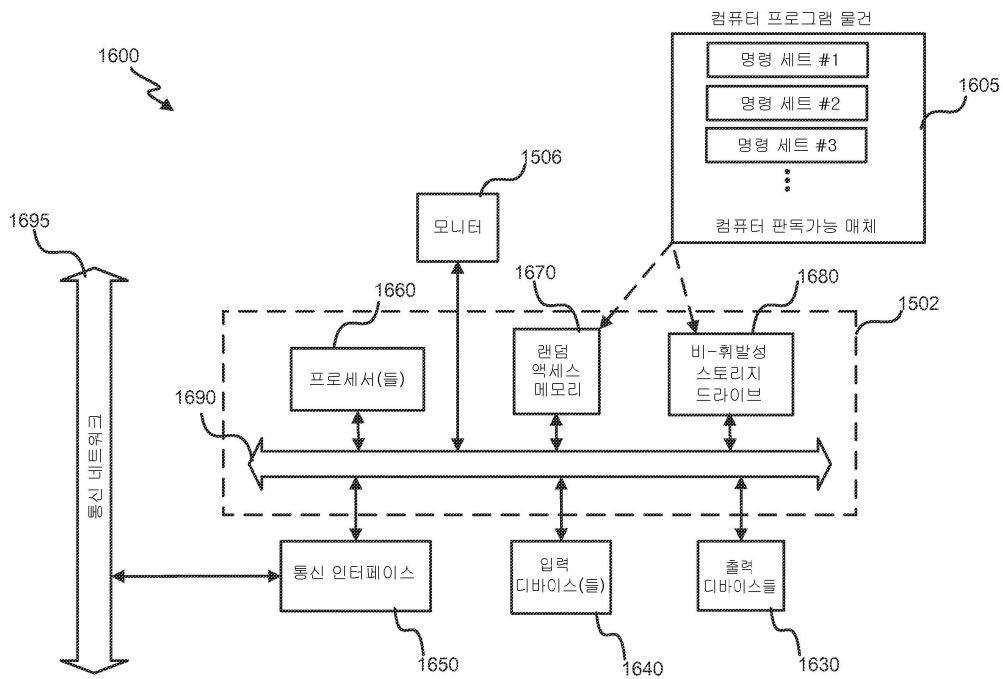 컴퓨터 프로그램 물건
1600
명령 세트 #1
명령 세트 #2
명령 세트 #3
1605
1506
모니터
컴퓨터 판독가능 매체
1695
1670
1680
1660
1502
프로세서(들)
랜덤
액세스
메모리
비-휘발성
스토리지
드라이브
1690
통신 네트워크
통신 인터페이스
입력
디바이스(들)
출력
디바이스들
1650
1640
1630